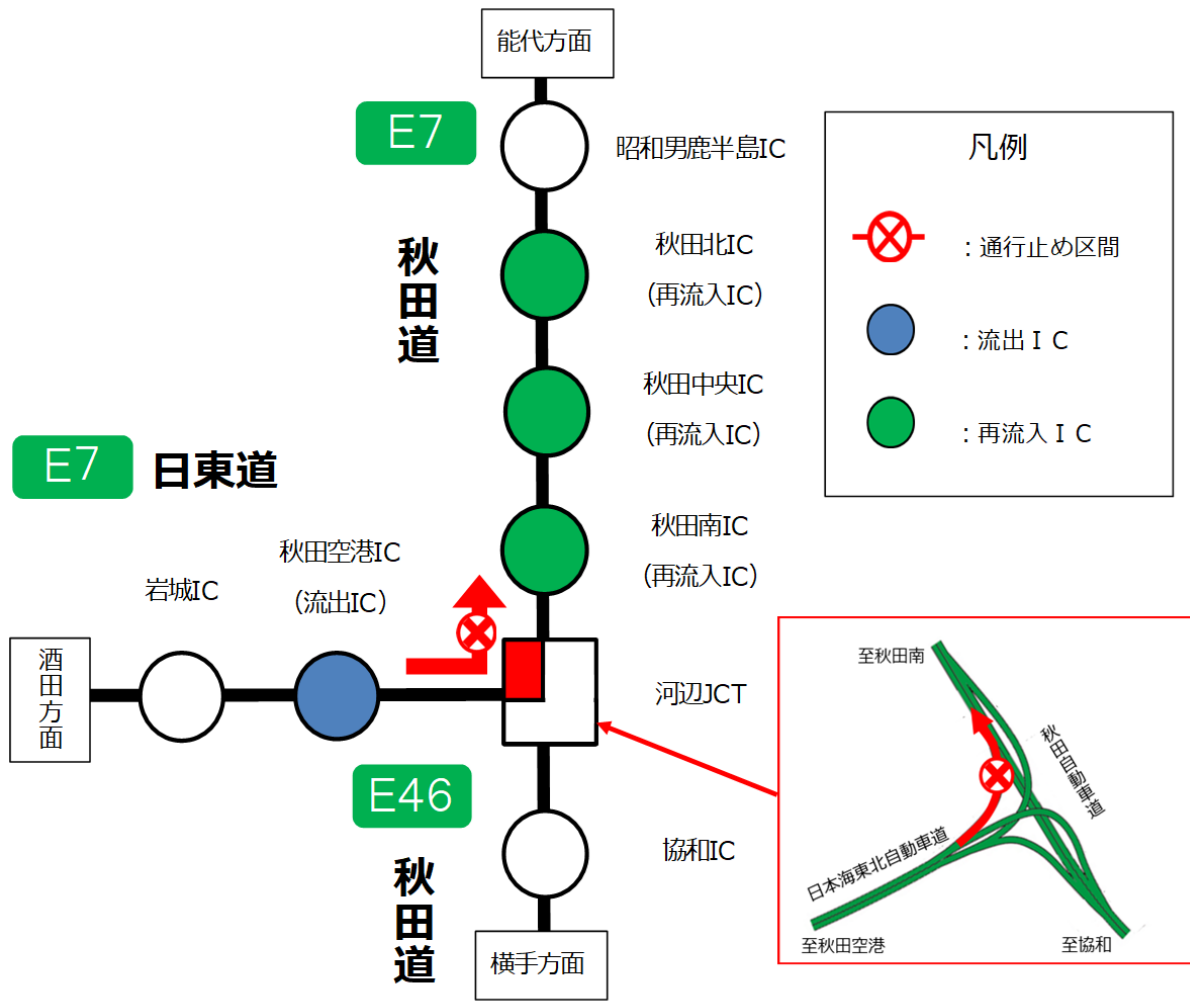 能代方面
E7
昭和男鹿半島IC
秋田道
秋田北IC
（再流入IC）
秋田中央IC
（再流入IC）
E7
日東道
秋田南IC
（再流入IC）
秋田空港IC
（流出IC）
岩城IC
酒田方面
河辺JCT
E46
秋田道
協和IC
横手方面
凡例
：通行止め区間
：流出ＩＣ
：再流入ＩＣ
至秋田南
秋田自動車道
日本海東北自動車道
至秋田空港
至協和